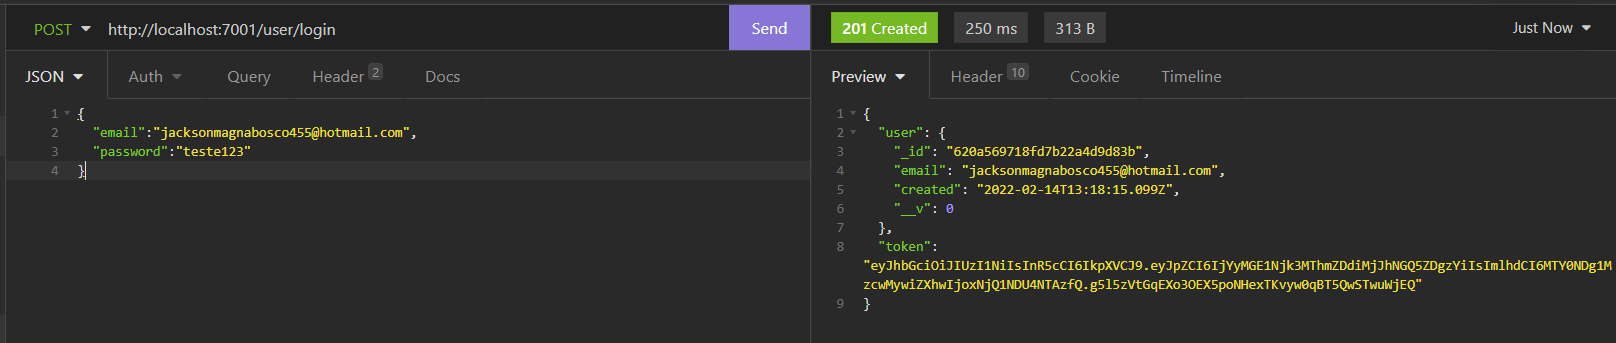 POST http://localhost:7001/user/login Send 201 Created 250 ms 313 B Just Now
JSON Auth Query Header 2 Docs
1 {
2 "email":"jacksonmagnabosco455@hotmail.com",
3 "password":"teste123"
4 }
Preview Header 10 Cookie Timeline
1 {
2 "user": {
3 "_id": "620a569718fd7b22a4d9d83b",
4 "email": "jacksonmagnabosco455@hotmail.com",
5 "created": "2022-02-14T13:18:15.099Z",
6 "__v": 0
7 },
8 "token":
"eyJhbGciOiJIUzI1NiIsInR5cCI6IkpXVCJ9.eyJpZCI6IjYyMGE1Njk3MThmZDdiMjJhNGQ5ZDgzYiIsImlhdCI6MTY0NDg1M
zcwMywiZXhwIjoxNjQ1NDU4NTAzfQ.g5l5zVtGqEXo3OEX5poNHexTKvyw0qBT5QwSTwuWjEQ"
9 }